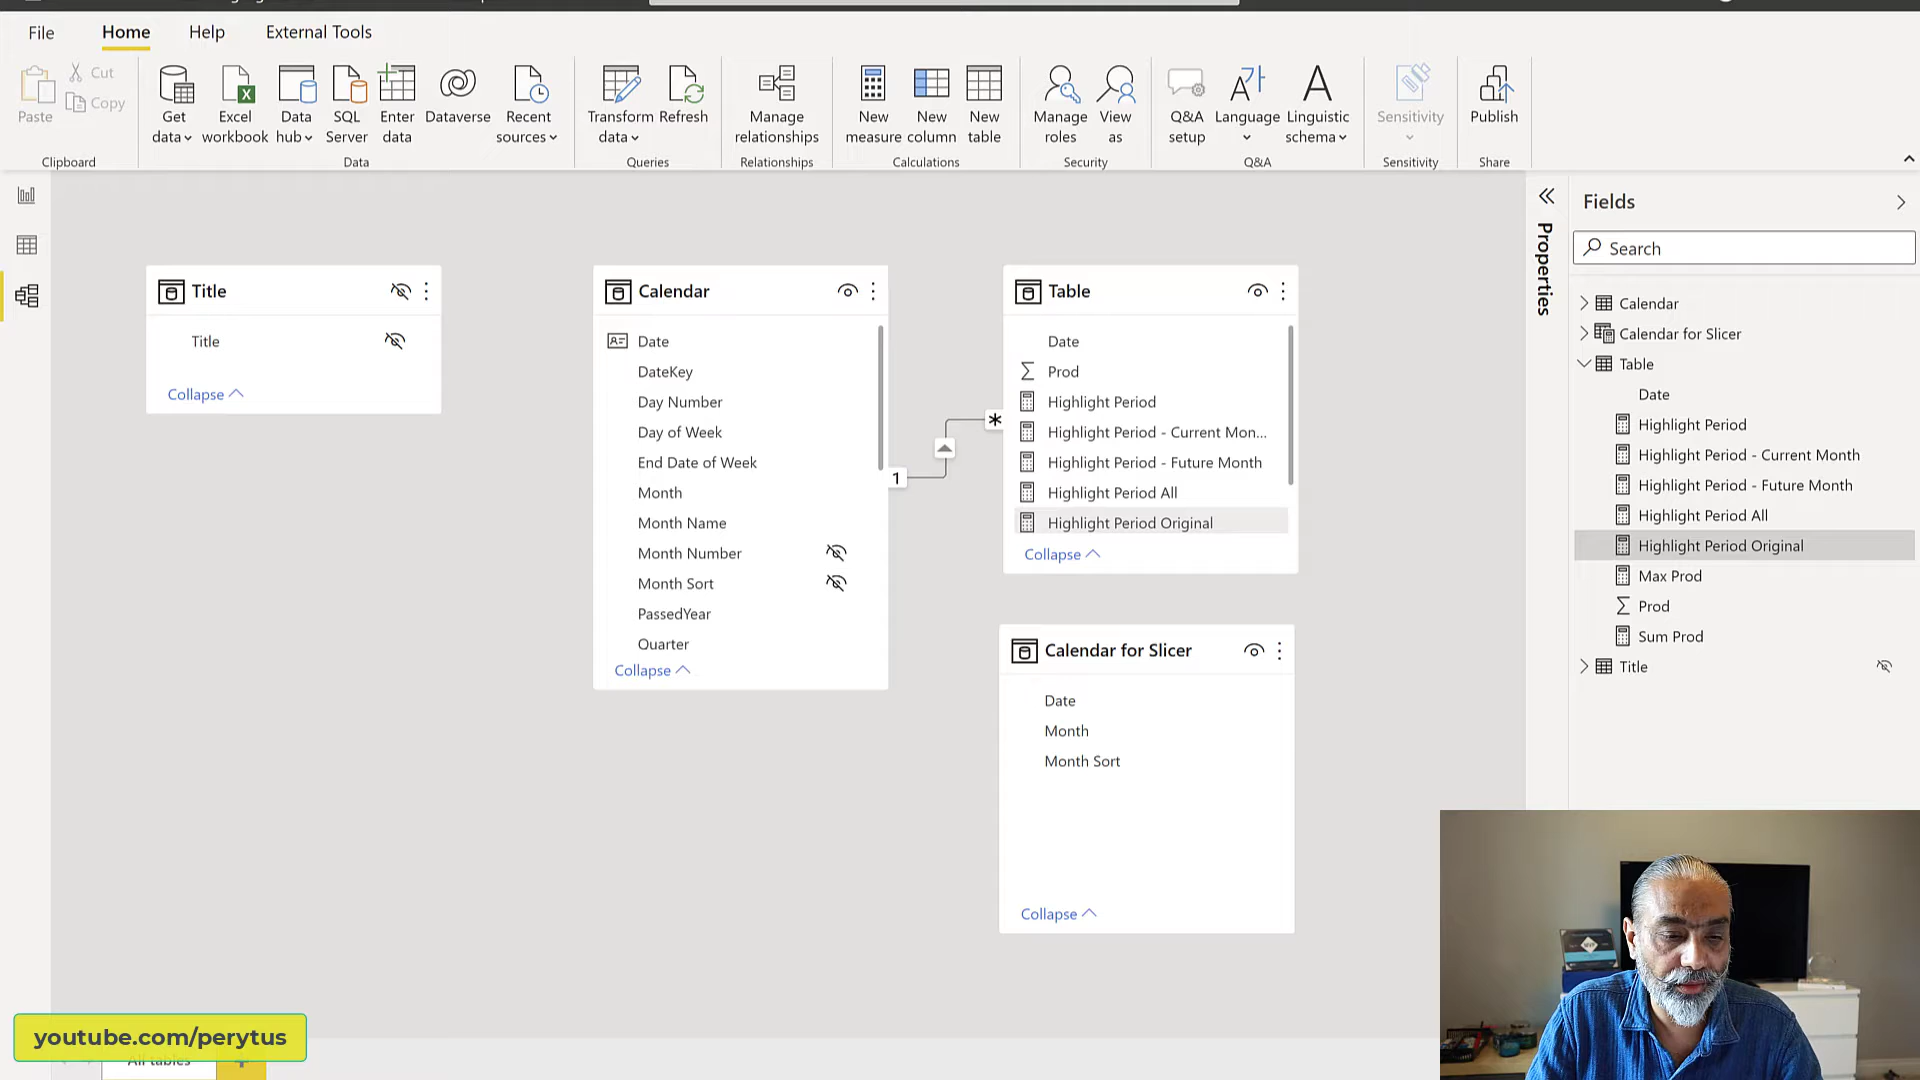 File Home Help External Tools
Paste Cut Copy
Get data Excel workbook Data hub SQL Server Enter data Dataverse Recent sources
Transform data Refresh
Manage relationships
New measure New column New table
Manage roles View as
Q&A setup Language Linguistic schema
Sensitivity
Publish
Clipboard Data Queries Relationships Calculations Security Q&A Sensitivity Share
Title
Title
Collapse
Calendar
Date
DateKey
Day Number
Day of Week
End Date of Week
Month
Month Name
Month Number
Month Sort
PassedYear
Quarter
Collapse
1
*
Table
Date
Prod
Highlight Period
Highlight Period - Current Mon...
Highlight Period - Future Month
Highlight Period All
Highlight Period Original
Collapse
Calendar for Slicer
Date
Month
Month Sort
Collapse
Properties
Fields
Search
Calendar
Calendar for Slicer
Table
Date
Highlight Period
Highlight Period - Current Month
Highlight Period - Future Month
Highlight Period All
Highlight Period Original
Max Prod
Prod
Sum Prod
Title
youtube.com/perytus
All tables